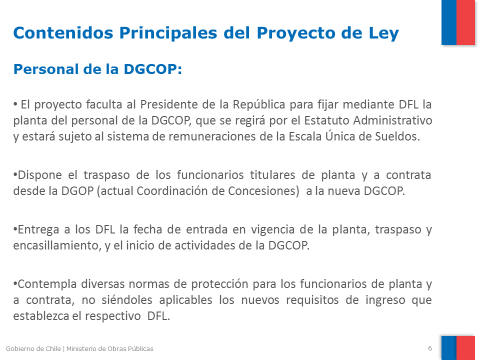 Contenidos Principales del Proyecto de Ley
Personal de la DGCOP:
• El proyecto faculta al Presidente de la República para fijar mediante DFL la
planta del personal de la DGCOP, que se regirá por el Estatuto Administrativo
y estará sujeto al sistema de remuneraciones de la Escala Única de Sueldos.
•Dispone el traspaso de los funcionarios titulares de planta y a contrata
desde la DGOP (actual Coordinación de Concesiones) a la nueva DGCOP.
•Entrega a los DFL la fecha de entrada en vigencia de la planta, traspaso y
encasillamiento, y el inicio de actividades de la DGCOP.
•Contempla diversas normas de protección para los funcionarios de planta y
a contrata, no siéndoles aplicables los nuevos requisitos de ingreso que
establezca el respectivo DFL.
Gobierno de Chile | Ministerio de Obras Públicas
6